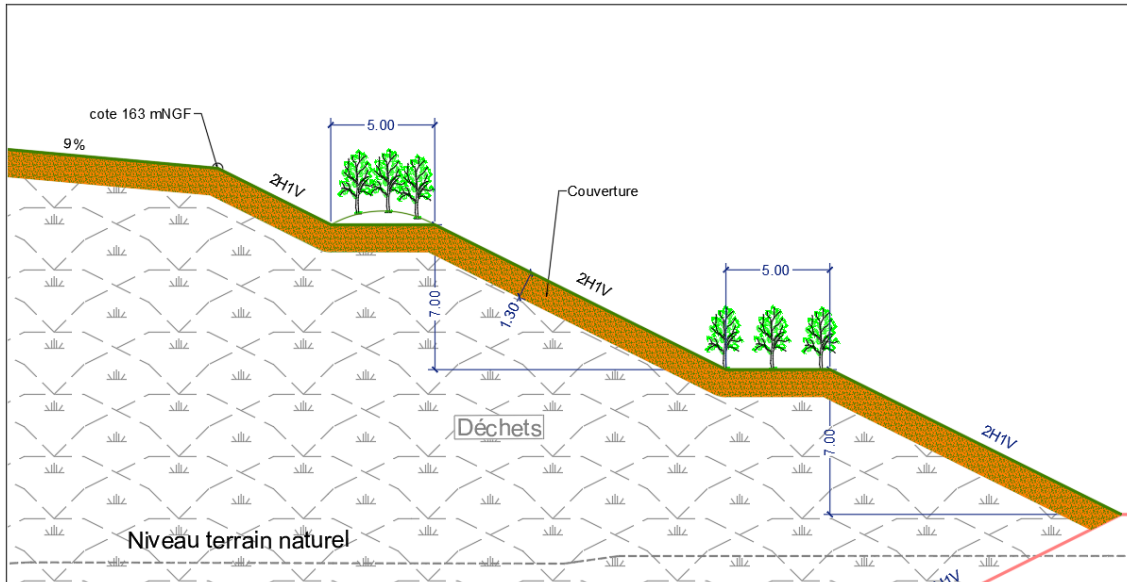 cote 163 mNGF
9%
2H1V
5.00
Couverture
7.00
1.30
2H1V
5.00
Déchets
7.00
2H1V
Niveau terrain naturel